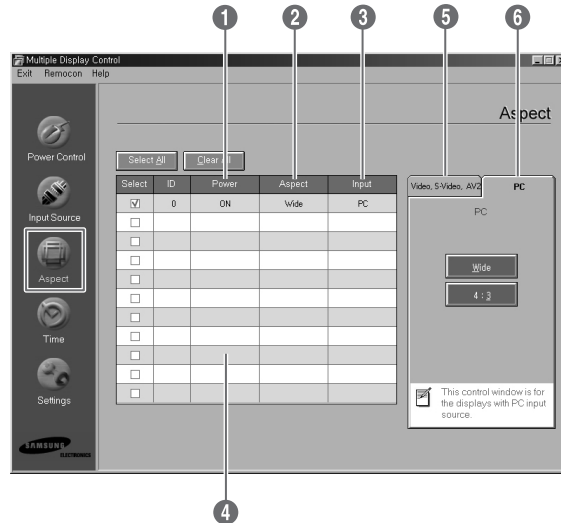 1 2 3 5 6
Multiple Display Control
Exit Remocon Help
Aspect
Power Control
Input Source
Aspect
Time
Settings
SAMSUNG
ELECTRONICS
Select All Clear All
Select ID Power Aspect Input
0 ON Wide PC
Video, S-Video, AV2 PC
PC
Wide
4 : 3
This control window is for
the displays with PC input
source.
4